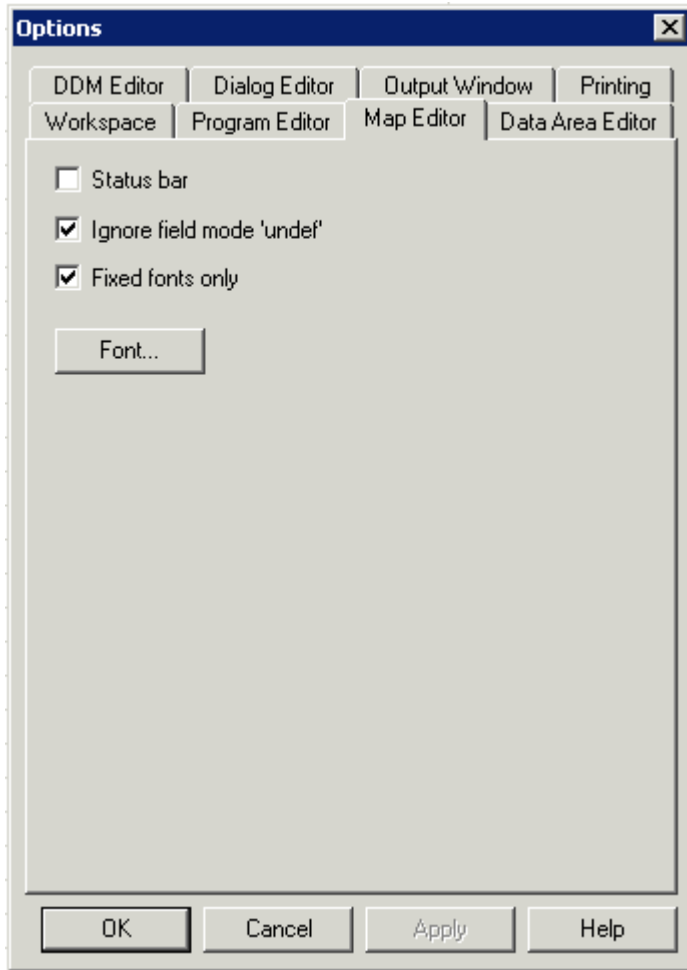 Options
DDM Editor Dialog Editor Output Window Printing
Workspace Program Editor Map Editor Data Area Editor
Status bar
Ignore field mode 'undef'
Fixed fonts only
Font...
OK Cancel Apply Help